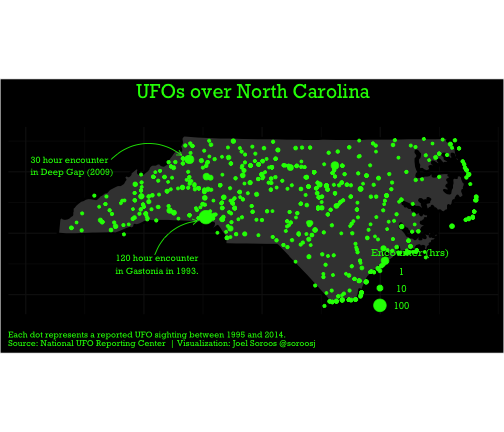 UFOs over North Carolina
30 hour encounter
in Deep Gap (2009)
120 hour encounter
in Gastonia in 1993.
Encounter (hrs)
1
10
100
Each dot represents a reported UFO sighting between 1995 and 2014.
Source: National UFO Reporting Center | Visualization: Joel Soroos @soroosj